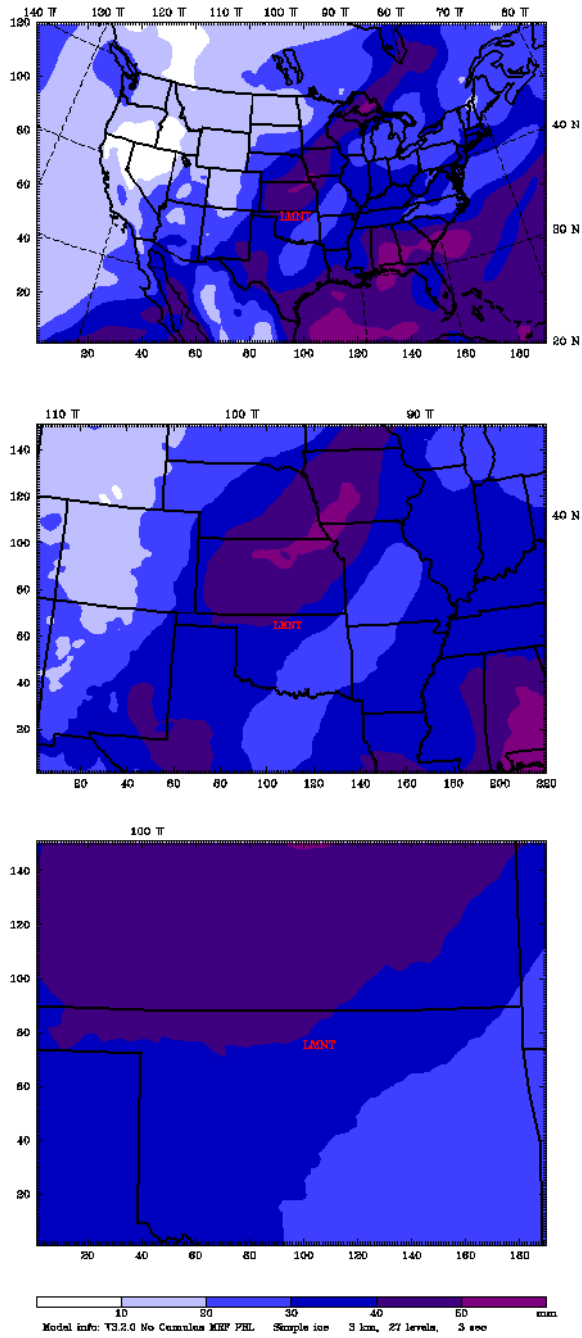 140 W 130 W 120 W 110 W 100 W 90 W 80 W 70 W 60 W
120
100
80
60
40
20
40 N
30 N
20 N
LMNT
20 40 60 80 100 120 140 160 180
110 W 100 W 90 W
140
120
100
80
60
40
20
40 N
LMNT
20 40 60 80 100 120 140 160 180 200 220
100 W
140
120
100
80
60
40
20
LMNT
20 40 60 80 100 120 140 160 180
10 20 30 40 50 mm
Model info: V3.2.0 No Cumulus MRF PBL Simple ice 3 km, 27 levels, 3 sec